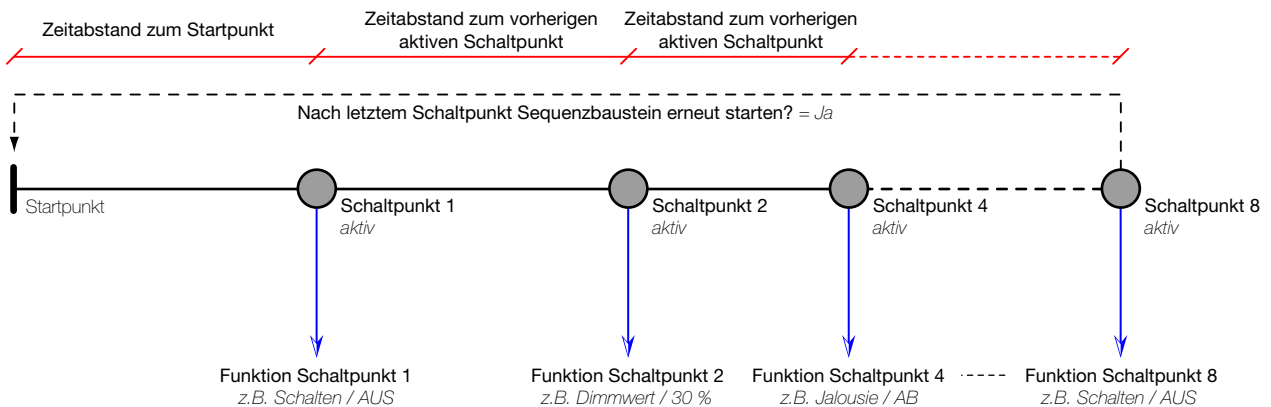 Zeitabstand zum Startpunkt
Zeitabstand zum vorherigen
aktiven Schaltpunkt
Zeitabstand zum vorherigen
aktiven Schaltpunkt
Nach letztem Schaltpunkt Sequenzbaustein erneut starten? = Ja
Startpunkt
Schaltpunkt 1
aktiv
Schaltpunkt 2
aktiv
Schaltpunkt 4
aktiv
Schaltpunkt 8
aktiv
Funktion Schaltpunkt 1
z.B. Schalten / AUS
Funktion Schaltpunkt 2
z.B. Dimmwert / 30 %
Funktion Schaltpunkt 4
z.B. Jalousie / AB
Funktion Schaltpunkt 8
z.B. Schalten / AUS